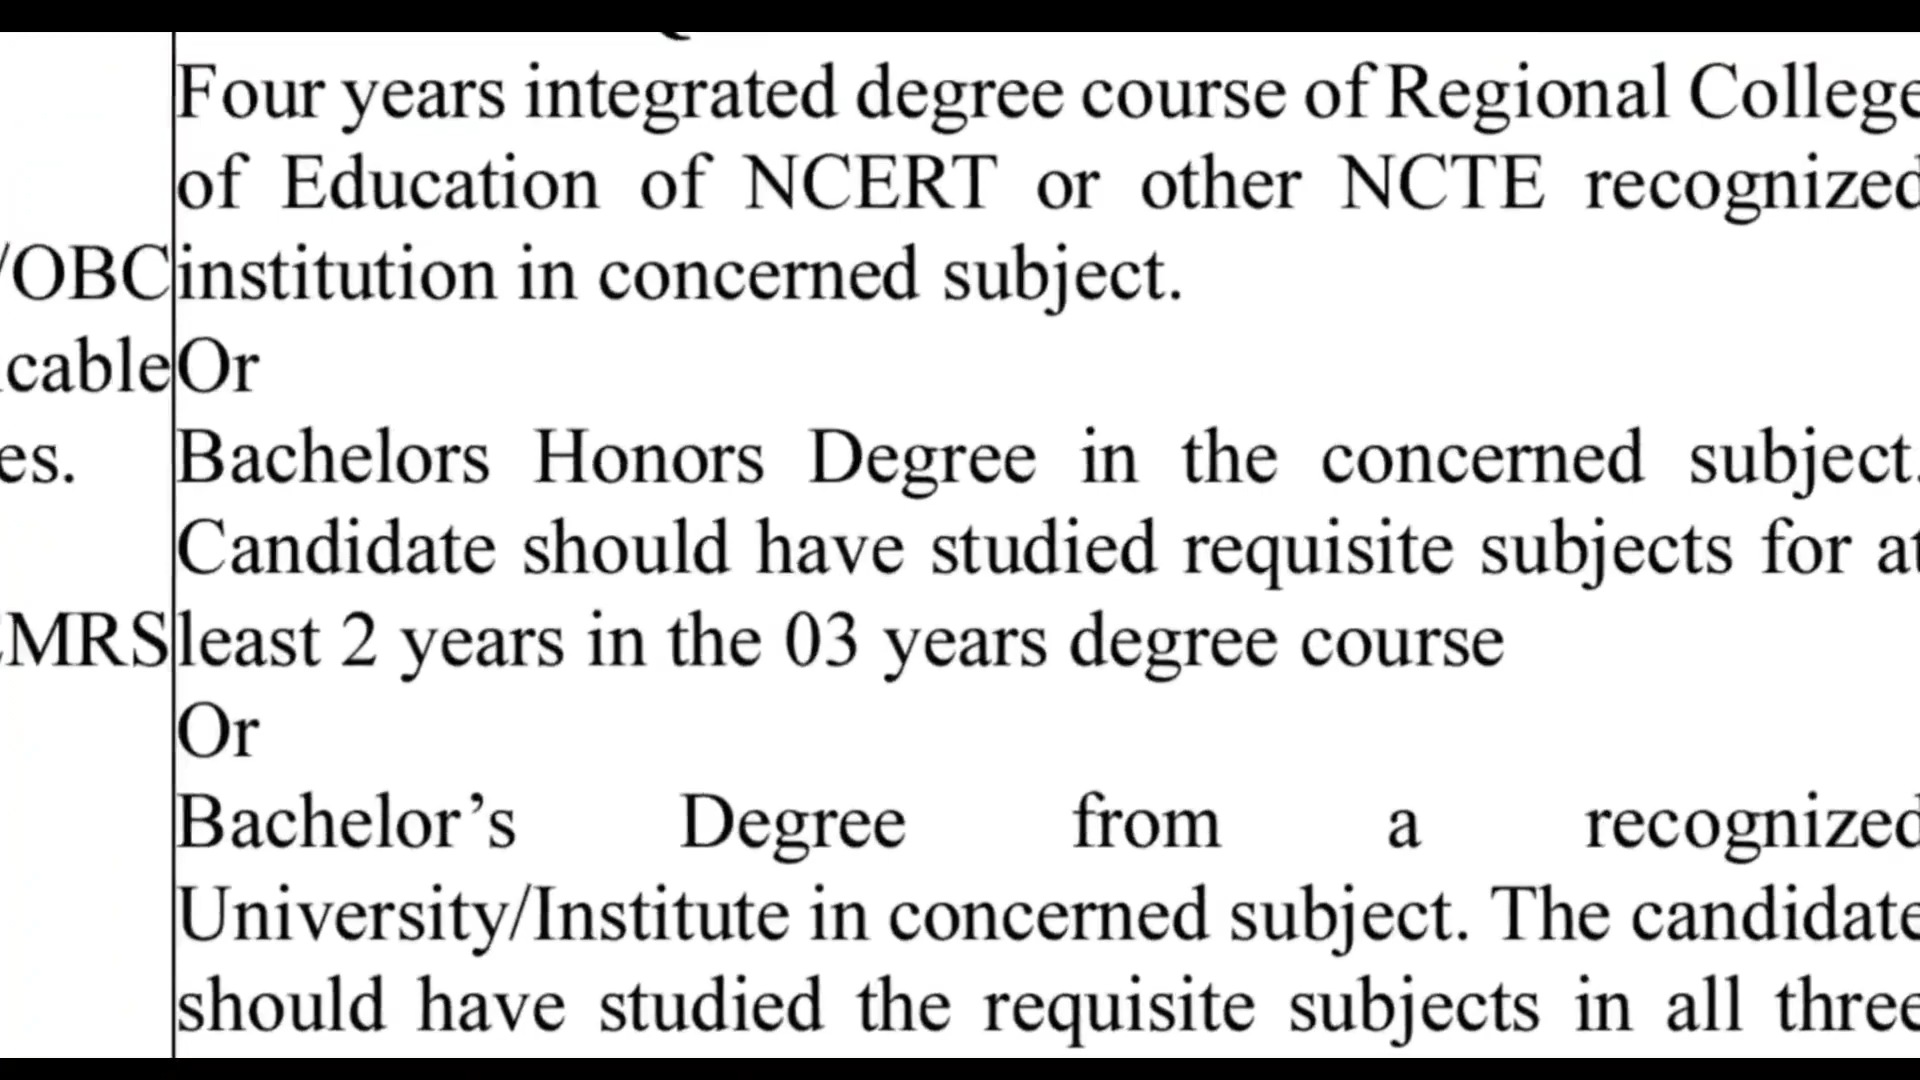 Four years integrated degree course of Regional College
of Education of NCERT or other NCTE recognized
/OBC institution in concerned subject.
icable Or
es. Bachelors Honors Degree in the concerned subject.
Candidate should have studied requisite subjects for at
EMRS least 2 years in the 03 years degree course
Or
Bachelor’s Degree from a recognized
University/Institute in concerned subject. The candidate
should have studied the requisite subjects in all three